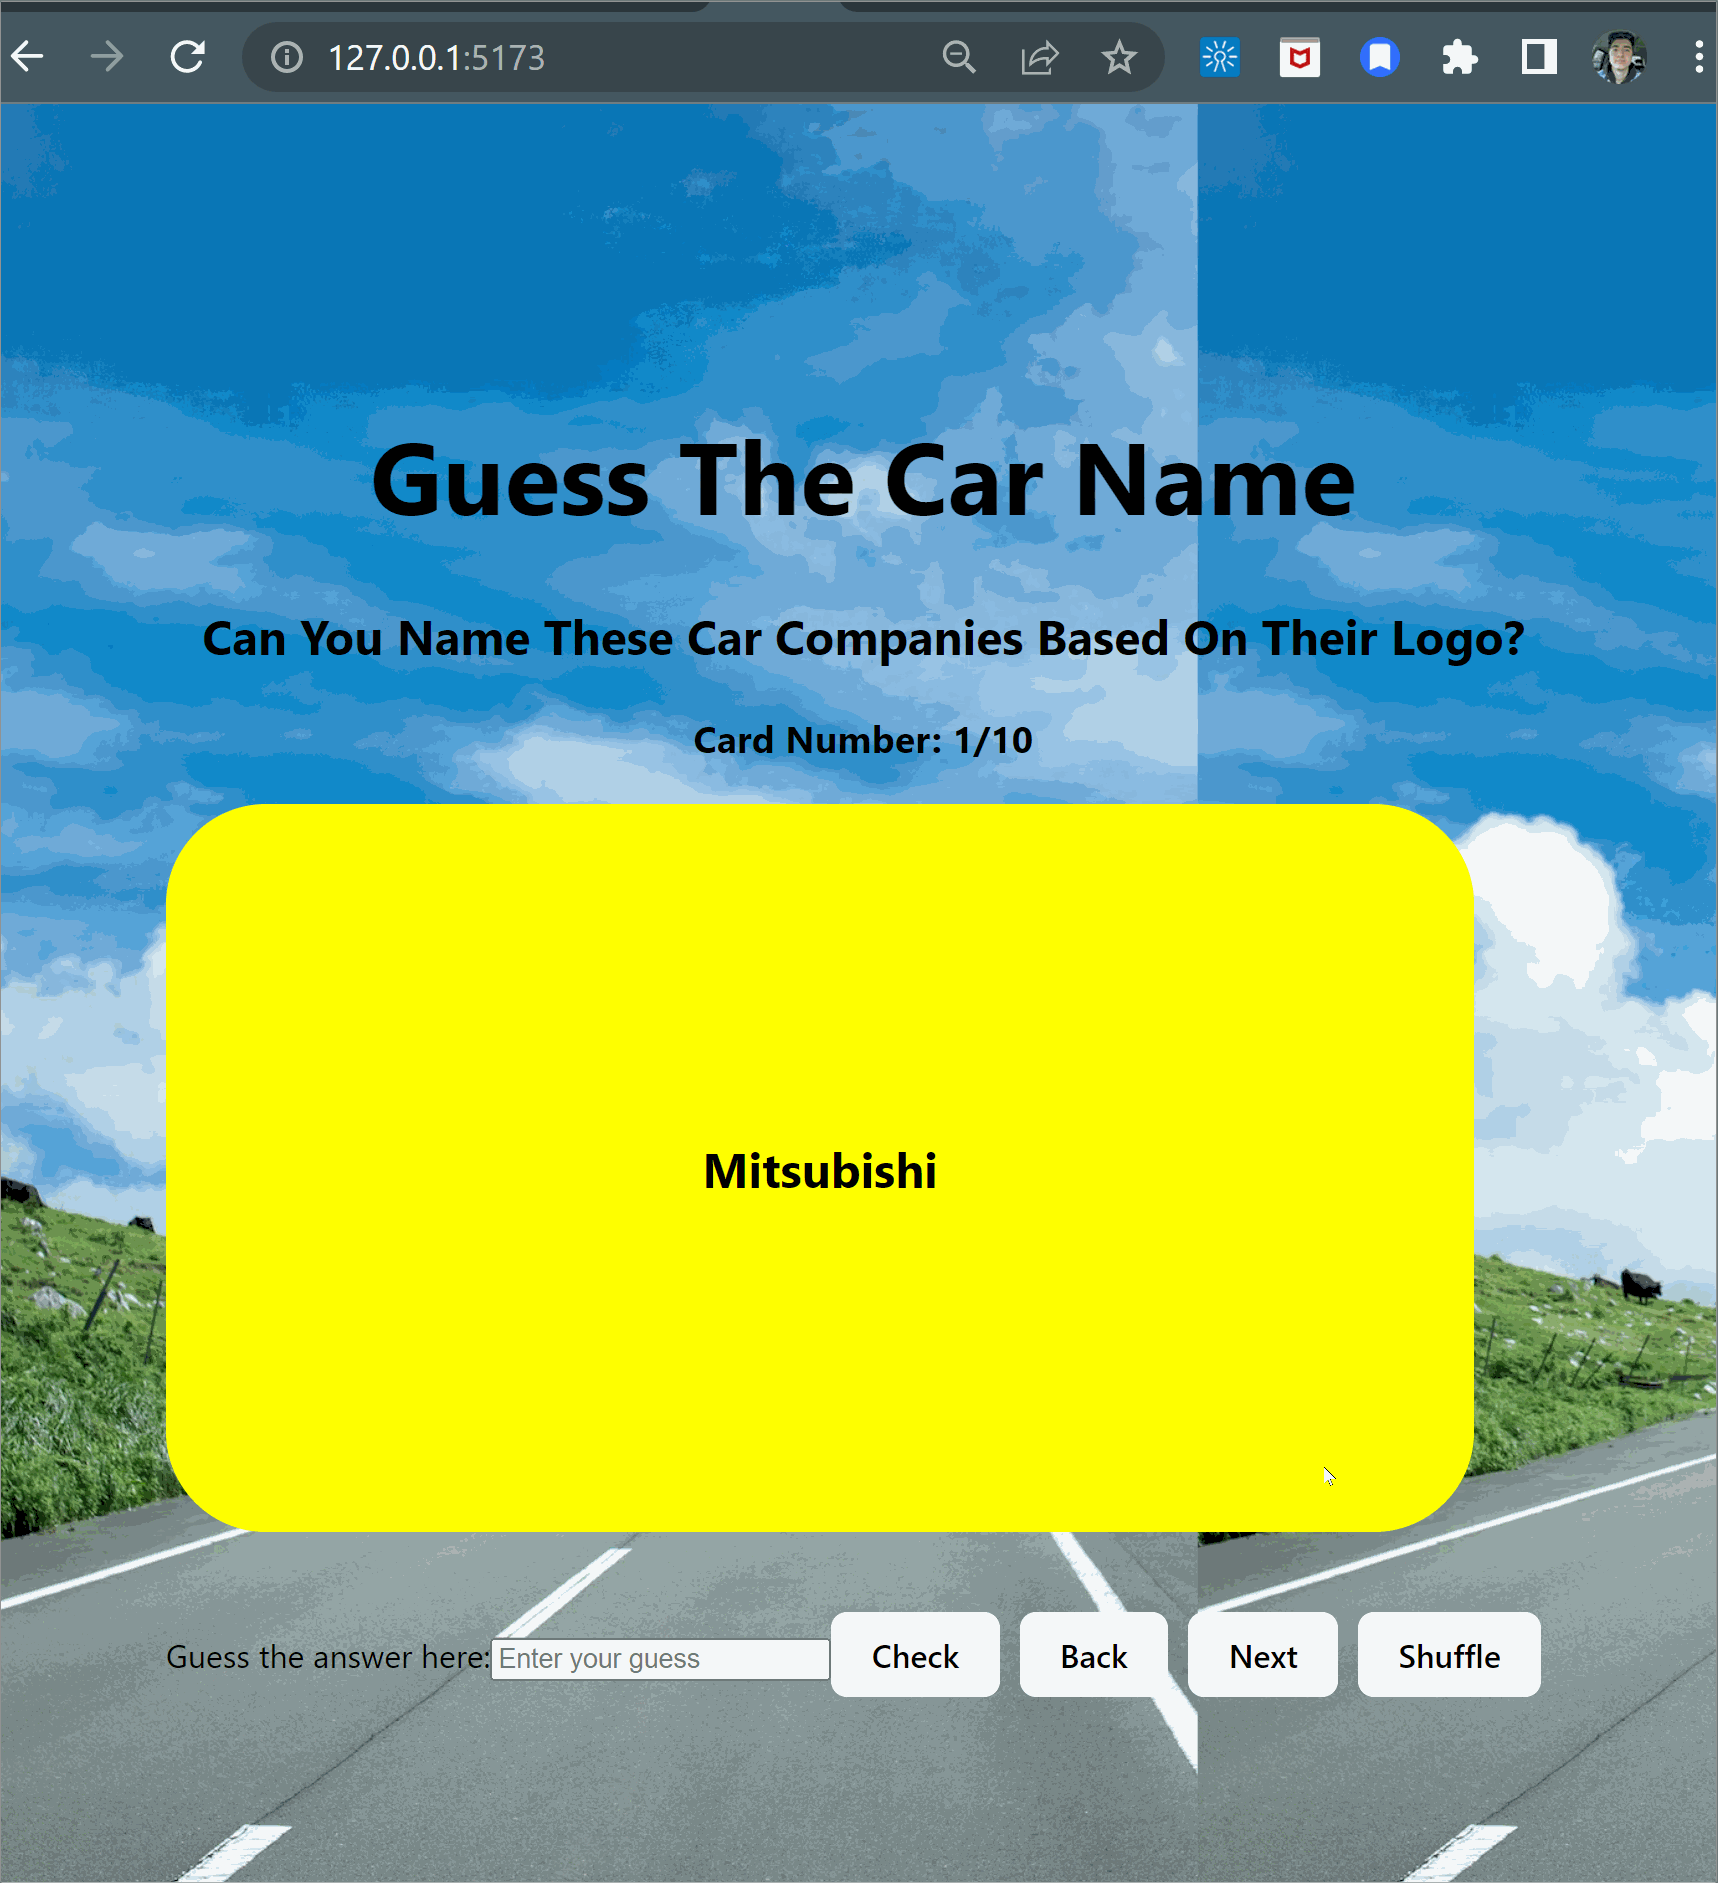 127.0.0.1:5173
Guess The Car Name
Can You Name These Car Companies Based On Their Logo?
Card Number: 1/10
Mitsubishi
Guess the answer here: Enter your guess Check Back Next Shuffle